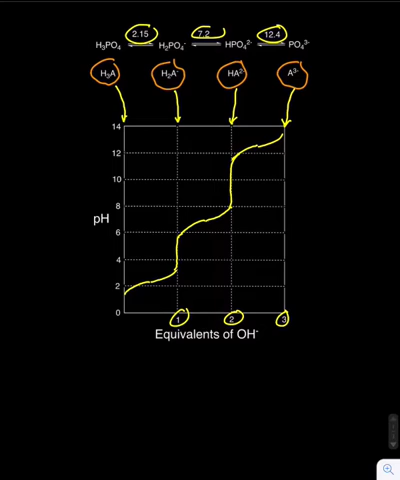 2.15 7.2 12.4
H₃PO₄ ⇌ H₂PO₄⁻ ⇌ HPO₄²⁻ ⇌ PO₄³⁻
H₃A H₂A⁻ HA²⁻ A³⁻
14
12
10
8
pH
6
4
2
0
1 2 3
Equivalents of OH⁻